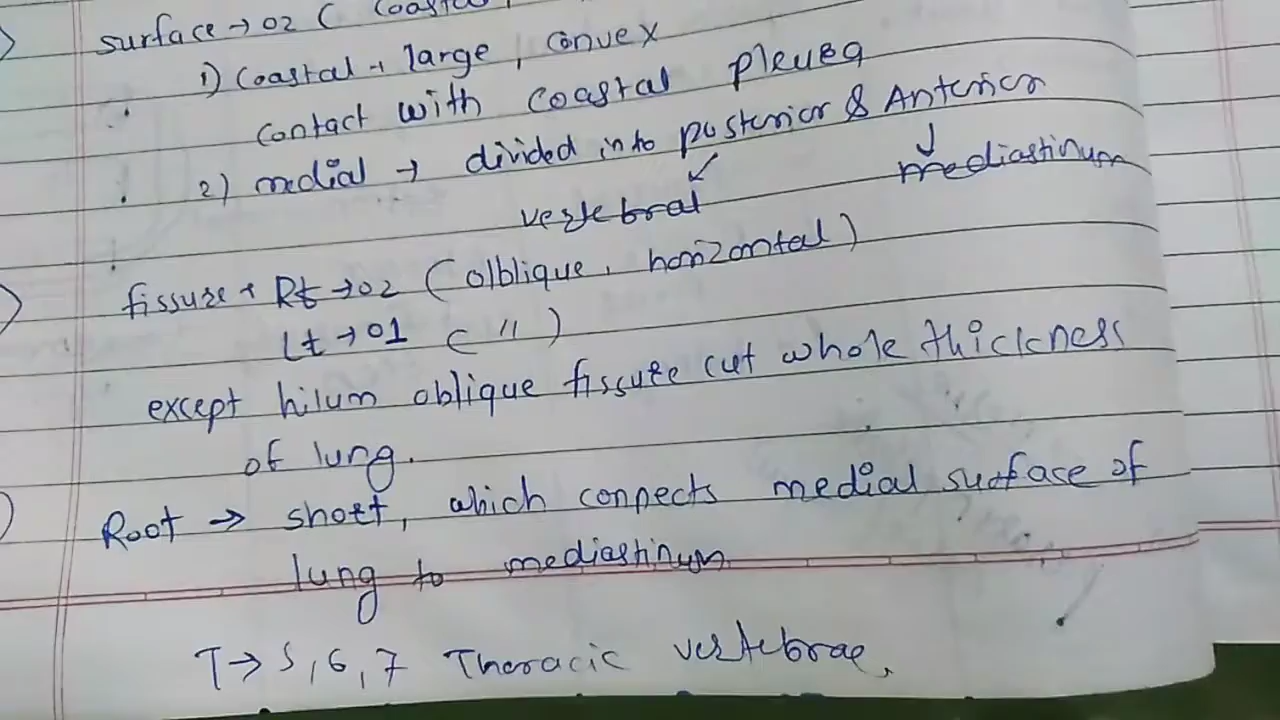 surface → 02 ( Coastal,
1) Coastal → large, convex
contact with coastal pleura
2) medial → divided into posterior & Anterior
↙ ↓
vertebral mediastinum
fissure → Rt → 02 (olblique, horizontal)
Lt → 01 ( " )
except hilum oblique fissure cut whole thickness
of lung.
Root → short, which connects medial surface of
lung to mediastinum
T → 5, 6, 7 Thoracic vertebrae,